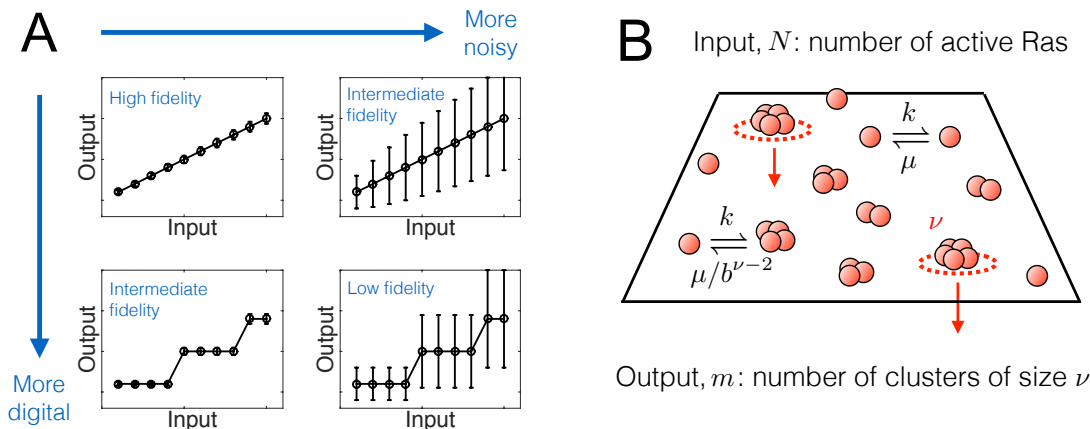 A
More
noisy
More
digital
High fidelity
Output
Input
Intermediate
fidelity
Output
Input
Intermediate
fidelity
Output
Input
Low fidelity
Output
Input
B
Input, N: number of active Ras
k
μ
k
μ/b^{ν−2}
ν
Output, m: number of clusters of size ν